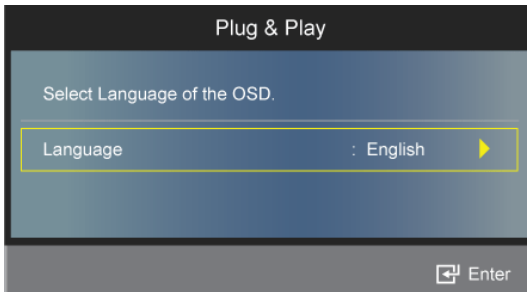 Plug & Play
Select Language of the OSD.
Language : English
Enter